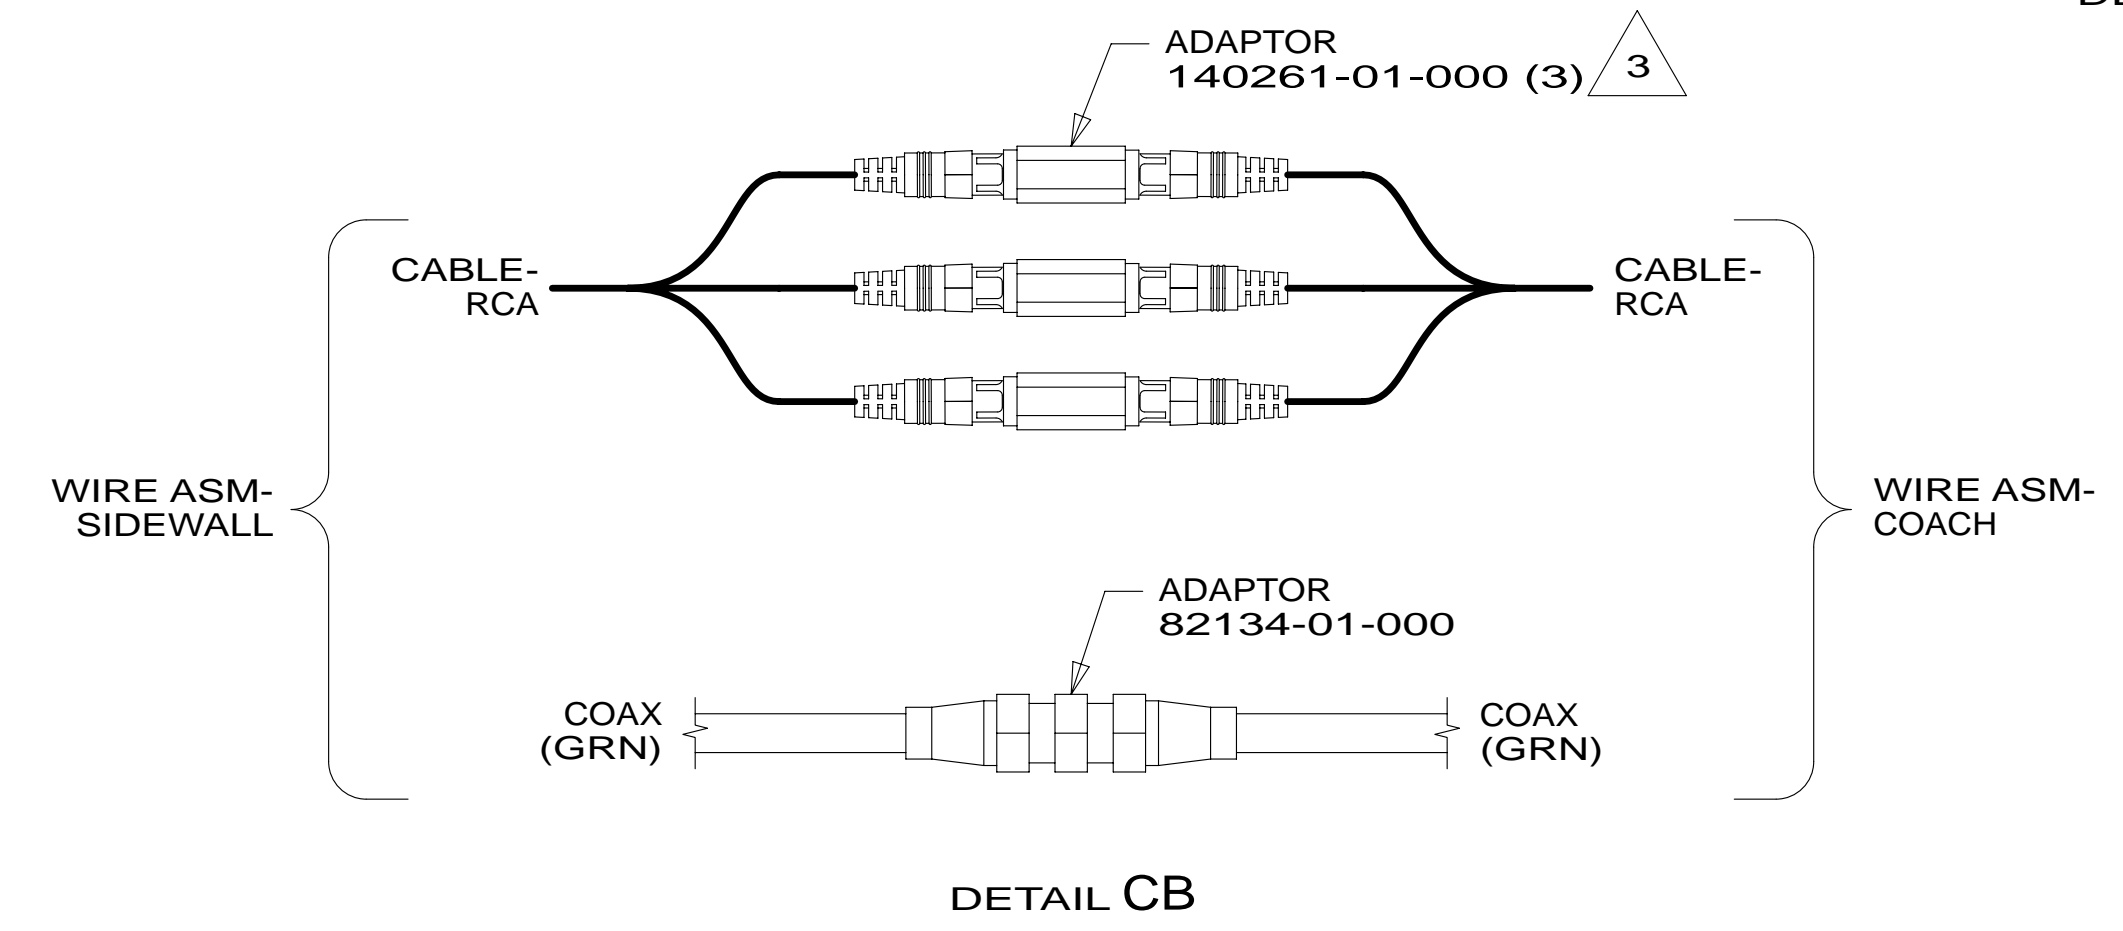 ADAPTOR
140261-01-000 (3)
3
CABLE-
RCA
CABLE-
RCA
WIRE ASM-
SIDEWALL
WIRE ASM-
COACH
ADAPTOR
82134-01-000
COAX
(GRN)
COAX
(GRN)
DETAIL CB